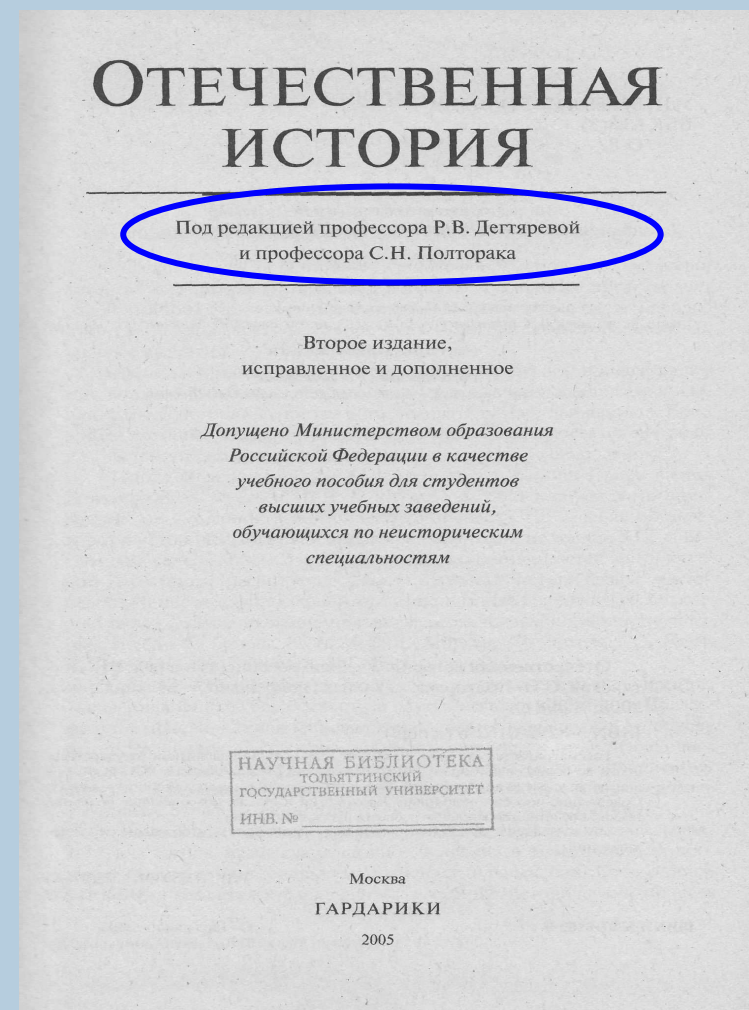 ОТЕЧЕСТВЕННАЯ
ИСТОРИЯ
Под редакцией профессора Р.В. Дегтяревой
и профессора С.Н. Полторака
Второе издание,
исправленное и дополненное
Допущено Министерством образования
Российской Федерации в качестве
учебного пособия для студентов
высших учебных заведений,
обучающихся по неисторическим
специальностям
НАУЧНАЯ БИБЛИОТЕКА
ТОЛЬЯТТИНСКИЙ
ГОСУДАРСТВЕННЫЙ УНИВЕРСИТЕТ
ИНВ. №
Москва
ГАРДАРИКИ
2005